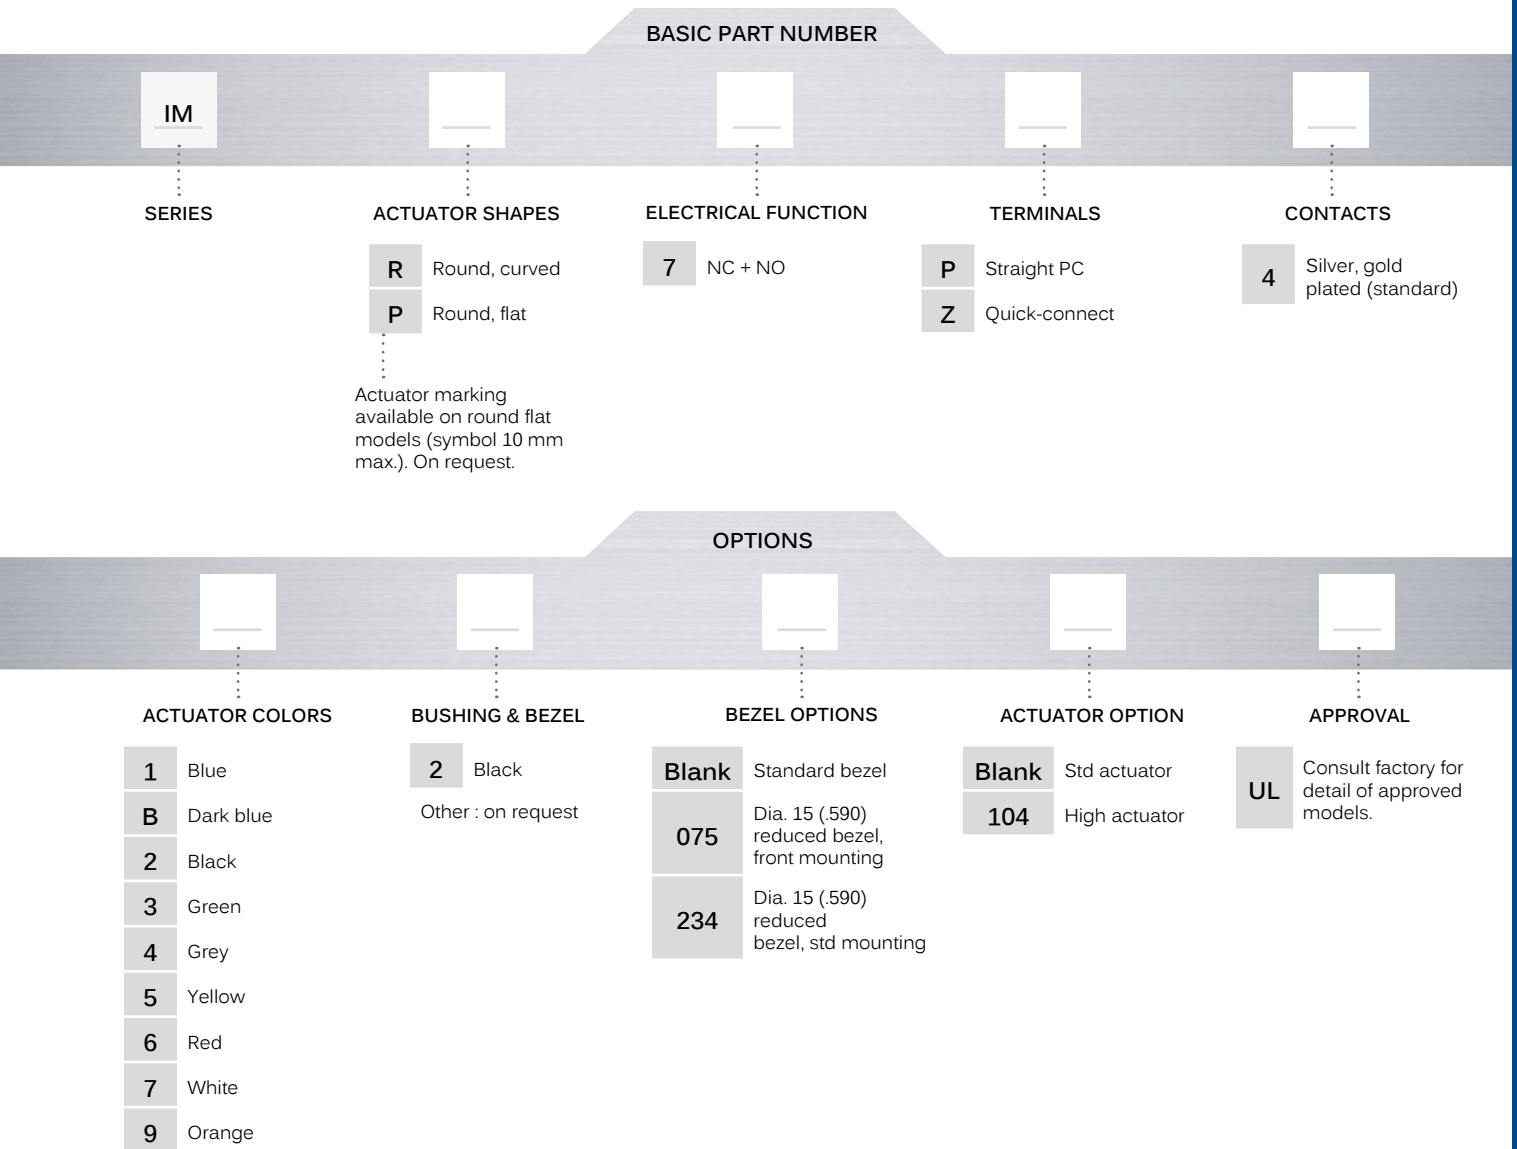 BASIC PART NUMBER
IM
SERIES
ACTUATOR SHAPES
R Round, curved
P Round, flat
Actuator marking
available on round flat
models (symbol 10 mm
max.). On request.
ELECTRICAL FUNCTION
7 NC + NO
TERMINALS
P Straight PC
Z Quick-connect
CONTACTS
4 Silver, gold
plated (standard)
OPTIONS
ACTUATOR COLORS
1 Blue
B Dark blue
2 Black
3 Green
4 Grey
5 Yellow
6 Red
7 White
9 Orange
BUSHING & BEZEL
2 Black
Other : on request
BEZEL OPTIONS
Blank Standard bezel
075 Dia. 15 (.590)
reduced bezel,
front mounting
234 Dia. 15 (.590)
reduced
bezel, std mounting
ACTUATOR OPTION
Blank Std actuator
104 High actuator
APPROVAL
UL Consult factory for
detail of approved
models.